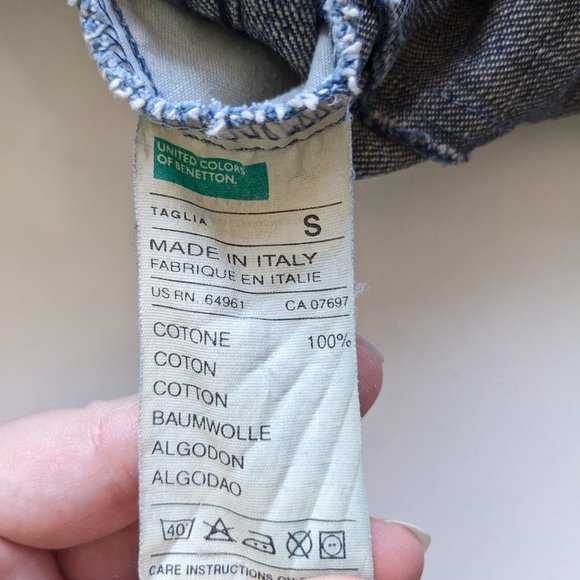 UNITED COLORS
OF BENETTON.
TAGLIA S
MADE IN ITALY
FABRIQUE EN ITALIE
US RN. 64961 CA 07697
COTONE 100%
COTON
COTTON
BAUMWOLLE
ALGODON
ALGODAO
40°
CARE INSTRUCTIONS ON